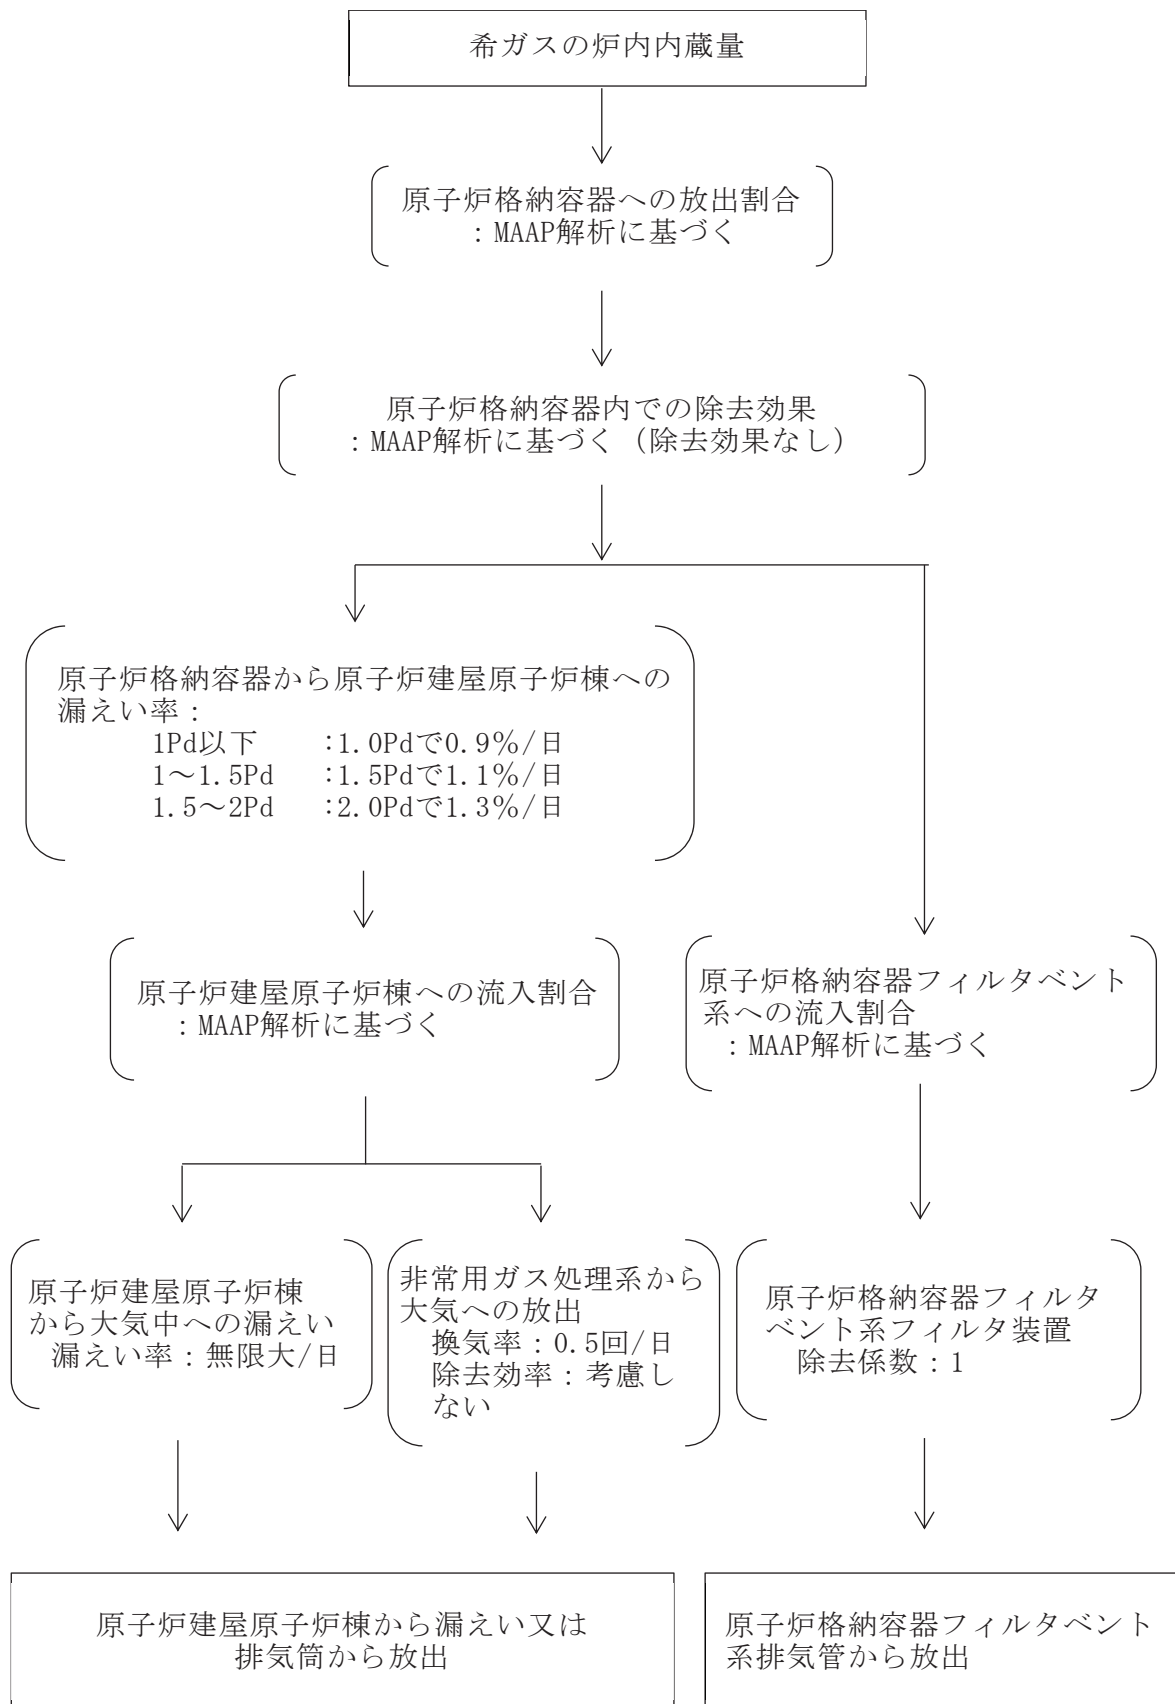 希ガスの炉内内蔵量
原子炉格納容器への放出割合
：MAAP解析に基づく
原子炉格納容器内での除去効果
：MAAP解析に基づく（除去効果なし）
原子炉格納容器から原子炉建屋原子炉棟への
漏えい率：
1Pd以下　　:1.0Pdで0.9%/日
1～1.5Pd　 :1.5Pdで1.1%/日
1.5～2Pd　 :2.0Pdで1.3%/日
原子炉建屋原子炉棟への流入割合
：MAAP解析に基づく
原子炉格納容器フィルタベント
系への流入割合
：MAAP解析に基づく
原子炉建屋原子炉棟
から大気中への漏えい
漏えい率：無限大/日
非常用ガス処理系から
大気への放出
換気率：0.5回/日
除去効率：考慮し
ない
原子炉格納容器フィルタ
ベント系フィルタ装置
除去係数：1
原子炉建屋原子炉棟から漏えい又は
排気筒から放出
原子炉格納容器フィルタベント
系排気管から放出